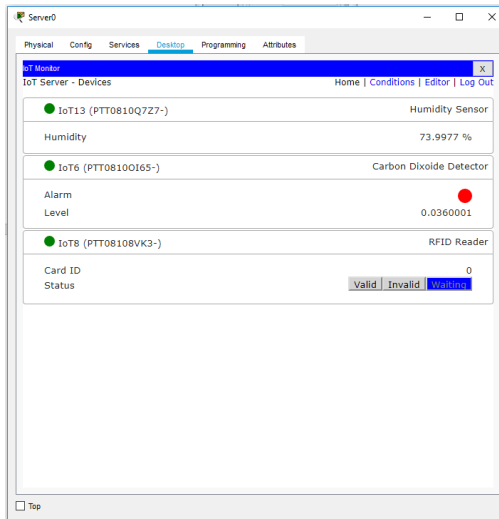 Server0
Physical Config Services Desktop Programming Attributes
IoT Monitor X
IoT Server - Devices Home | Conditions | Editor | Log Out
IoT13 (PTT0810Q7Z7-) Humidity Sensor
Humidity 73.9977 %
IoT6 (PTT0810OI65-) Carbon Dixoide Detector
Alarm
Level 0.0360001
IoT8 (PTT08108VK3-) RFID Reader
Card ID 0
Status Valid Invalid Waiting
Top